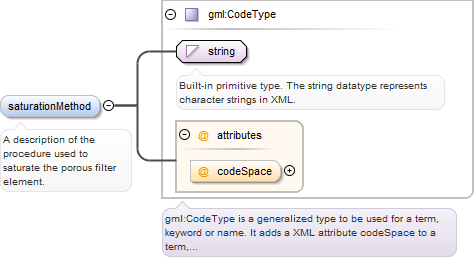 gml:CodeType
string
Built-in primitive type. The string datatype represents
character strings in XML.
saturationMethod
A description of the
procedure used to
saturate the porous filter
element.
@ attributes
@ codeSpace
gml:CodeType is a generalized type to be used for a term,
keyword or name. It adds a XML attribute codeSpace to a
term,...